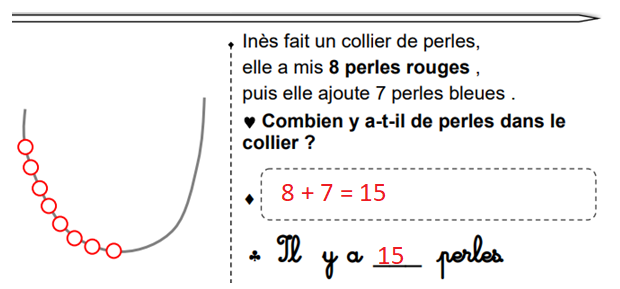 Inès fait un collier de perles,
elle a mis 8 perles rouges ,
puis elle ajoute 7 perles bleues .
♥ Combien y a-t-il de perles dans le
collier ?
8 + 7 = 15
Il y a 15 perles